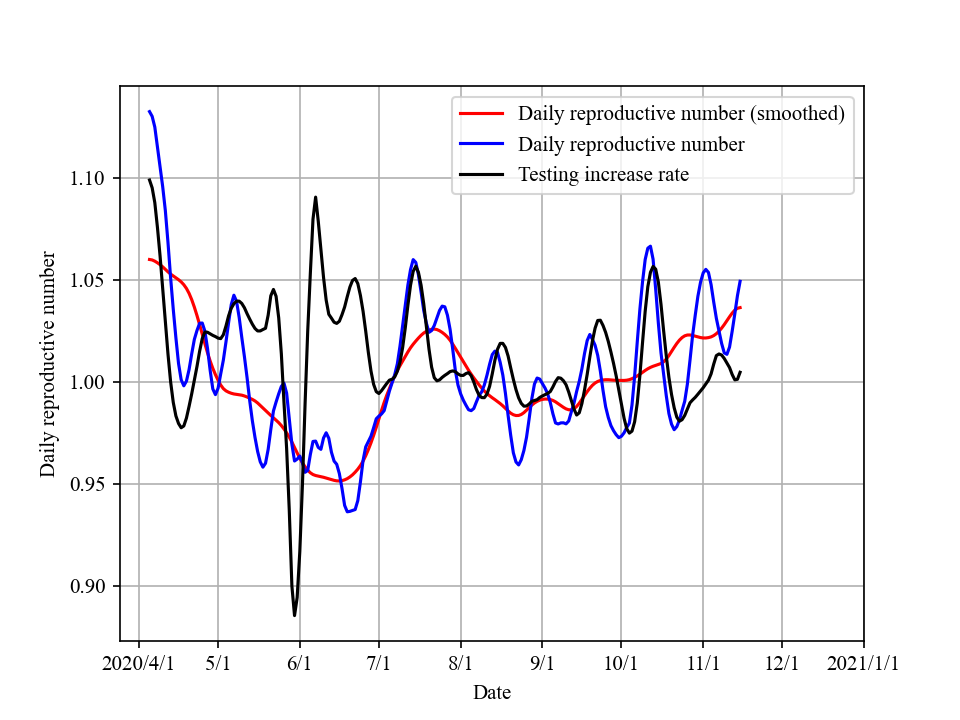 Daily reproductive number (smoothed)
Daily reproductive number
Testing increase rate
1.10
1.05
1.00
0.95
0.90
Daily reproductive number
2020/4/1 5/1 6/1 7/1 8/1 9/1 10/1 11/1 12/1 2021/1/1
Date